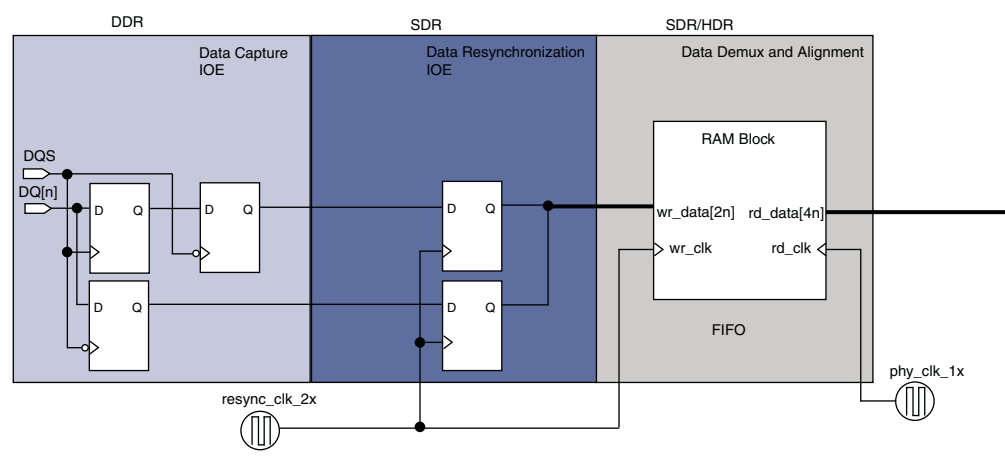 DDR
SDR
SDR/HDR
Data Capture
IOE
Data Resynchronization
IOE
Data Demux and Alignment
RAM Block
DQS
DQ[n]
D Q
D Q
D Q
wr_data[2n] rd_data[4n]
wr_clk rd_clk
D Q
D Q
FIFO
phy_clk_1x
resync_clk_2x